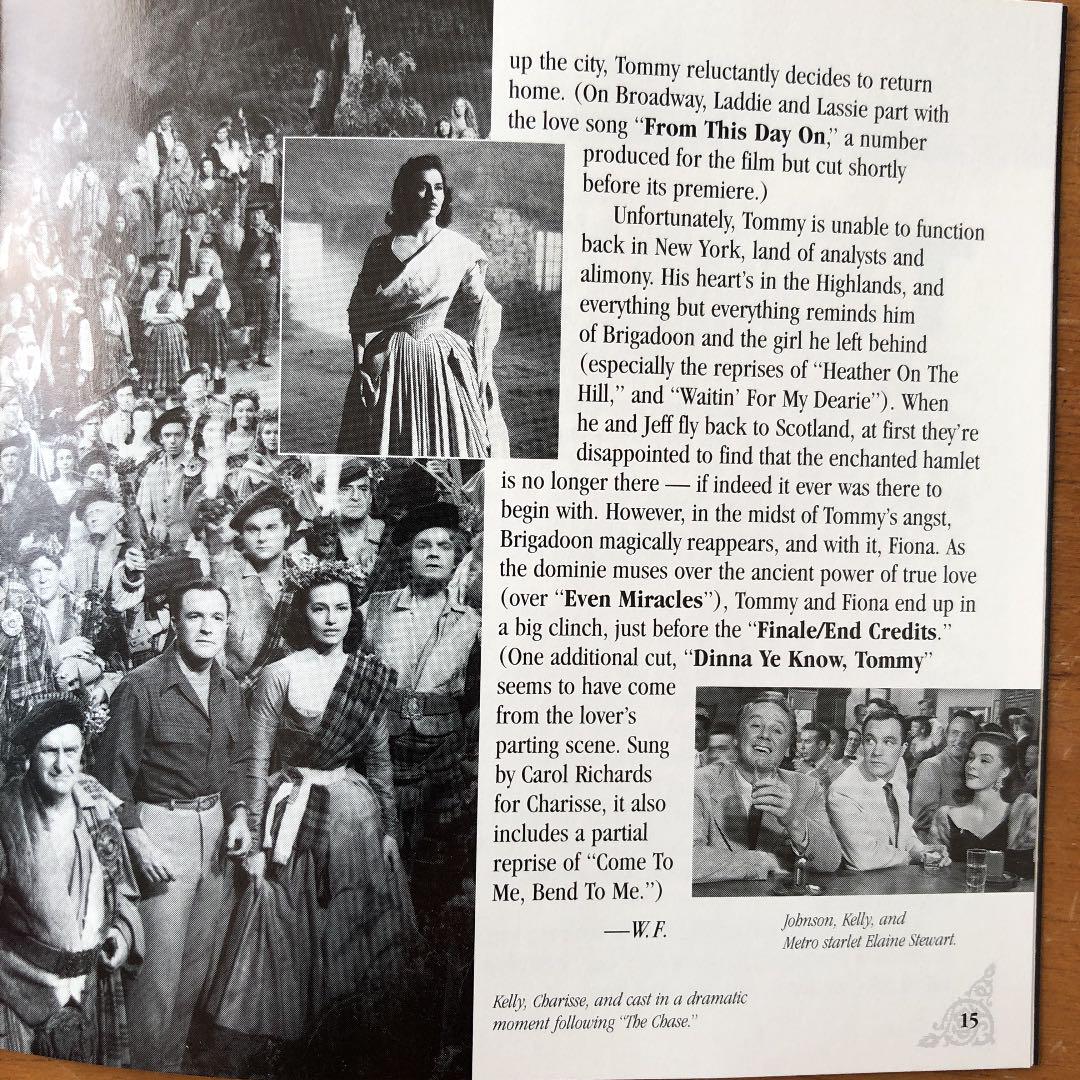 up the city, Tommy reluctantly decides to return
home. (On Broadway, Laddie and Lassie part with
the love song “From This Day On,” a number
produced for the film but cut shortly
before its premiere.)
Unfortunately, Tommy is unable to function
back in New York, land of analysts and
alimony. His heart’s in the Highlands, and
everything but everything reminds him
of Brigadoon and the girl he left behind
(especially the reprises of “Heather On The
Hill,” and “Waitin’ For My Dearie”). When
he and Jeff fly back to Scotland, at first they’re
disappointed to find that the enchanted hamlet
is no longer there — if indeed it ever was there to
begin with. However, in the midst of Tommy’s angst,
Brigadoon magically reappears, and with it, Fiona. As
the dominie muses over the ancient power of true love
(over “Even Miracles”), Tommy and Fiona end up in
a big clinch, just before the “Finale/End Credits.”
(One additional cut, “Dinna Ye Know, Tommy”
seems to have come
from the lover’s
parting scene. Sung
by Carol Richards
for Charisse, it also
includes a partial
reprise of “Come To
Me, Bend To Me.”)
—W. F.
Johnson, Kelly, and
Metro starlet Elaine Stewart.
Kelly, Charisse, and cast in a dramatic
moment following “The Chase.”
15